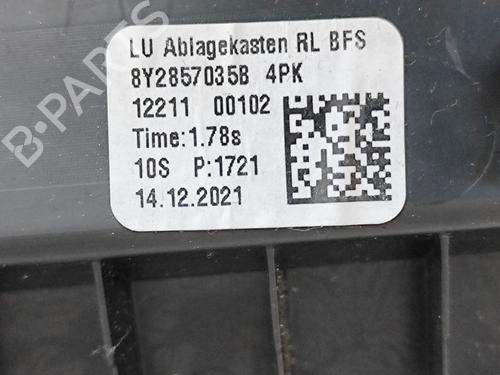 LU Ablagekasten RL BFS
8Y2857035B 4PK
12211 00102
Time:1.78s
10S P:1721
14.12.2021
B-PARTS